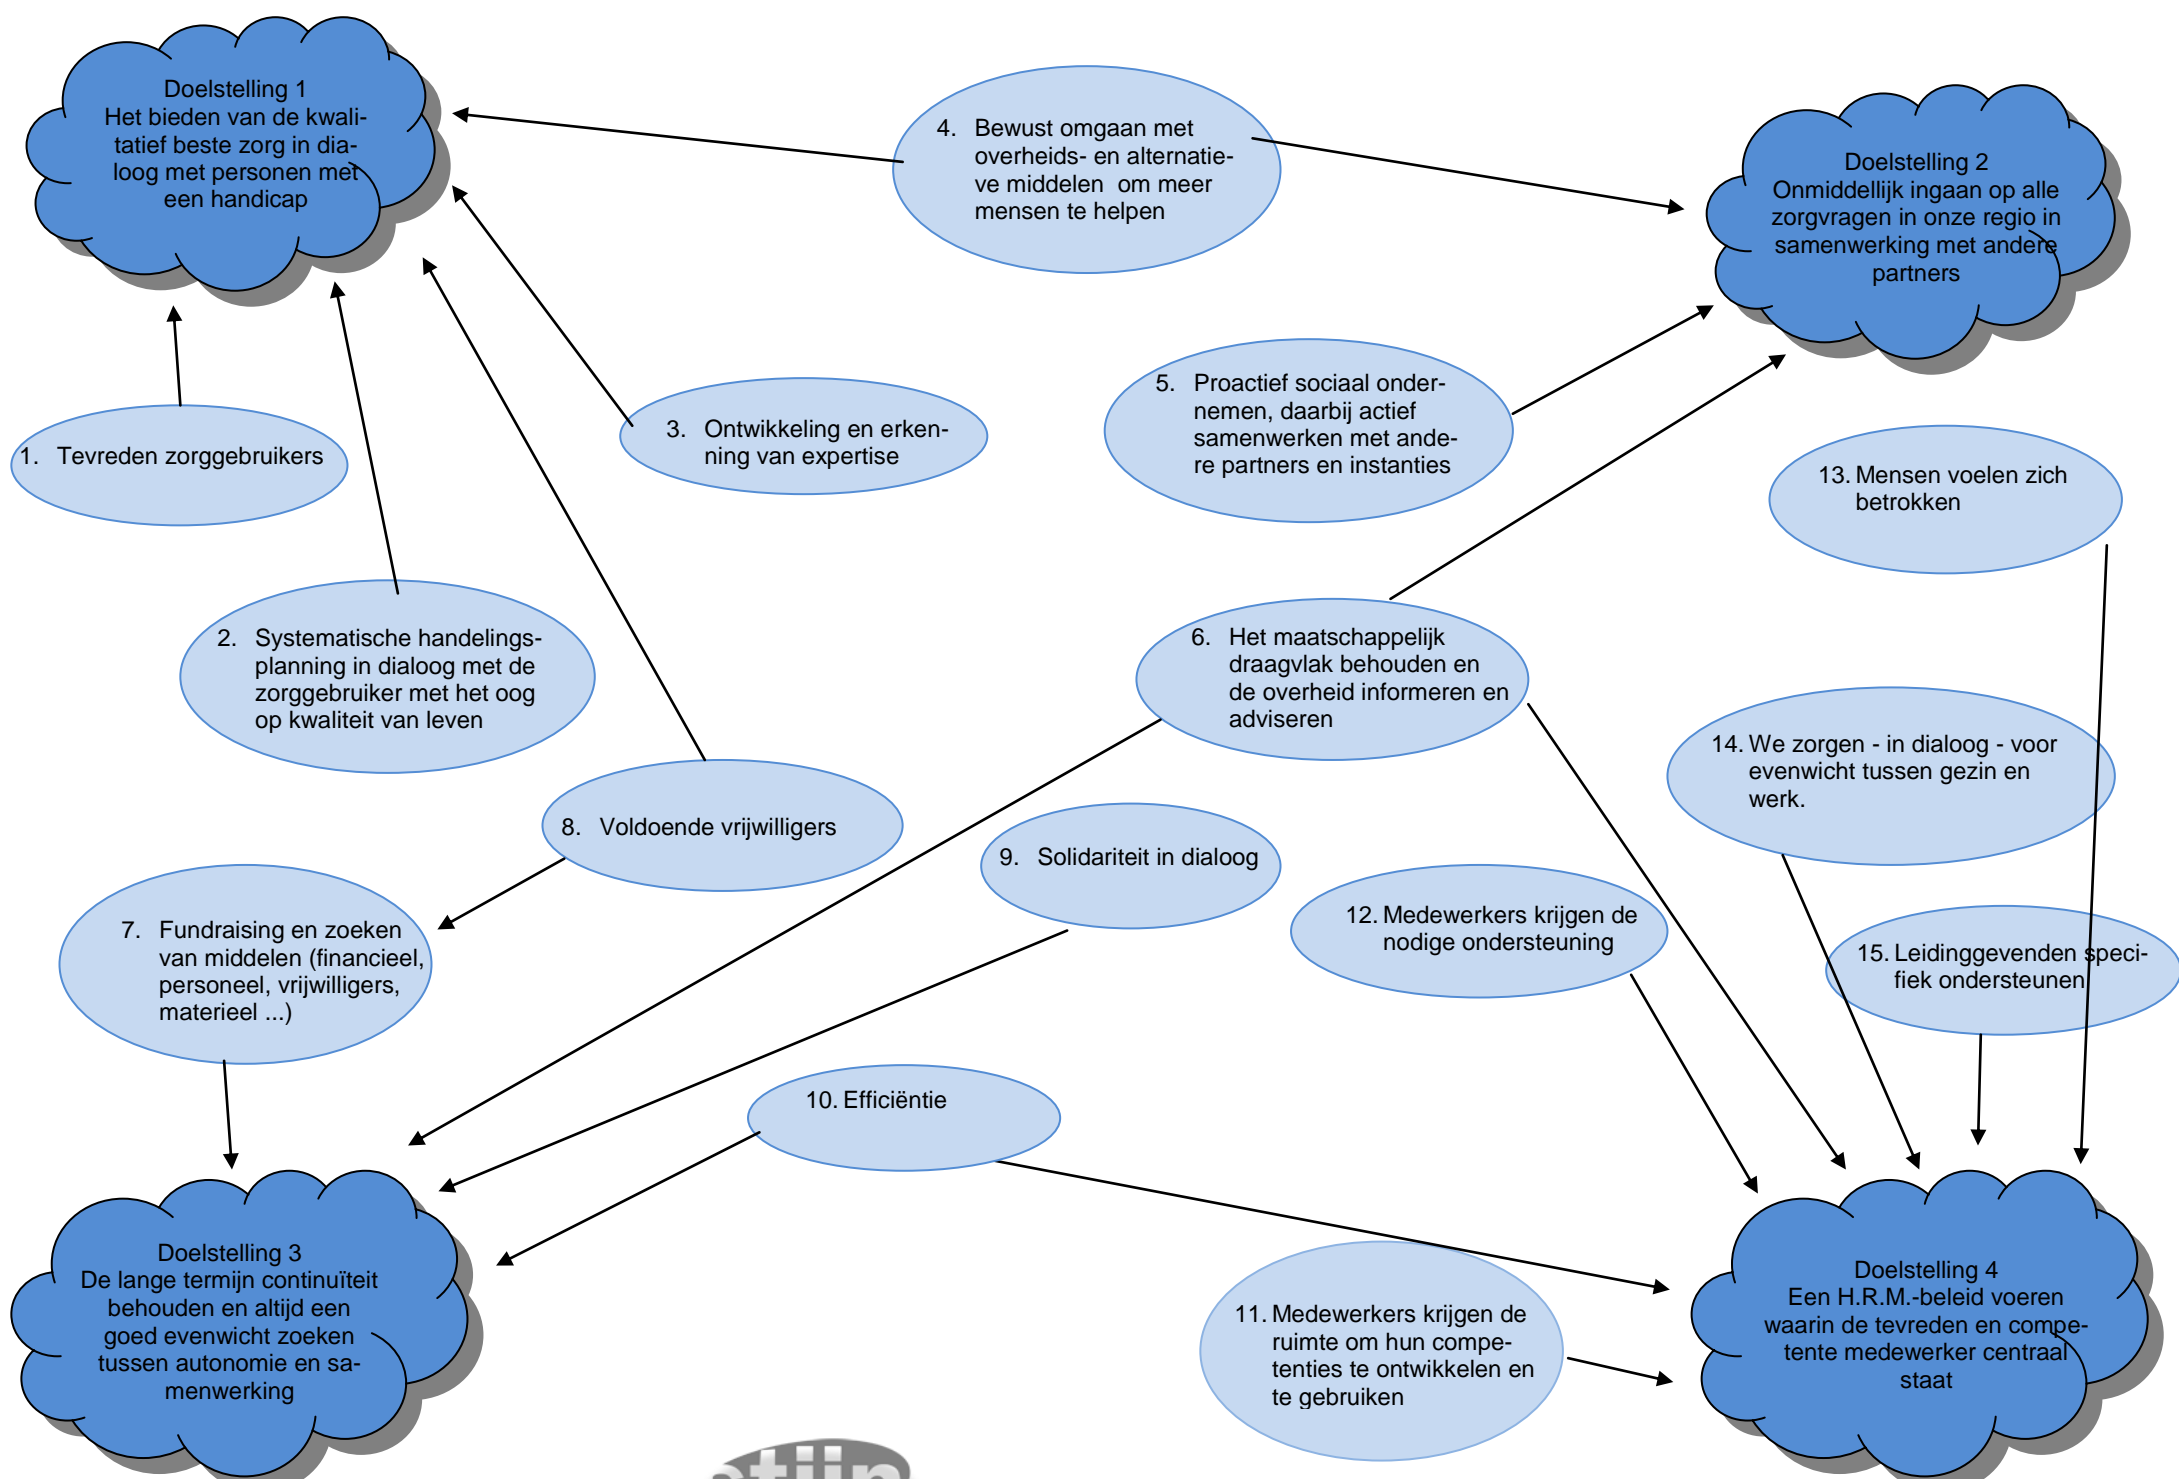 Doelstelling 1
Het bieden van de kwali-
tatief beste zorg in dia-
loog met personen met
een handicap
4. Bewust omgaan met
overheids- en alternatie-
ve middelen om meer
mensen te helpen
Doelstelling 2
Onmiddellijk ingaan op alle
zorgvragen in onze regio in
samenwerking met andere
partners
1. Tevreden zorggebruikers
3. Ontwikkeling en erken-
ning van expertise
5. Proactief sociaal onder-
nemen, daarbij actief
samenwerken met ande-
re partners en instanties
13. Mensen voelen zich
betrokken
2. Systematische handelings-
planning in dialoog met de
zorggebruiker met het oog
op kwaliteit van leven
6. Het maatschappelijk
draagvlak behouden en
de overheid informeren en
adviseren
14. We zorgen - in dialoog - voor
evenwicht tussen gezin en
werk.
8. Voldoende vrijwilligers
9. Solidariteit in dialoog
7. Fundraising en zoeken
van middelen (financieel,
personeel, vrijwilligers,
materieel ...)
12. Medewerkers krijgen de
nodige ondersteuning
15. Leidinggevenden speci-
fiek ondersteunen
10. Efficiëntie
Doelstelling 3
De lange termijn continuïteit
behouden en altijd een
goed evenwicht zoeken
tussen autonomie en sa-
menwerking
11. Medewerkers krijgen de
ruimte om hun compe-
tenties te ontwikkelen en
te gebruiken
Doelstelling 4
Een H.R.M.-beleid voeren
waarin de tevreden en compe-
tente medewerker centraal
staat